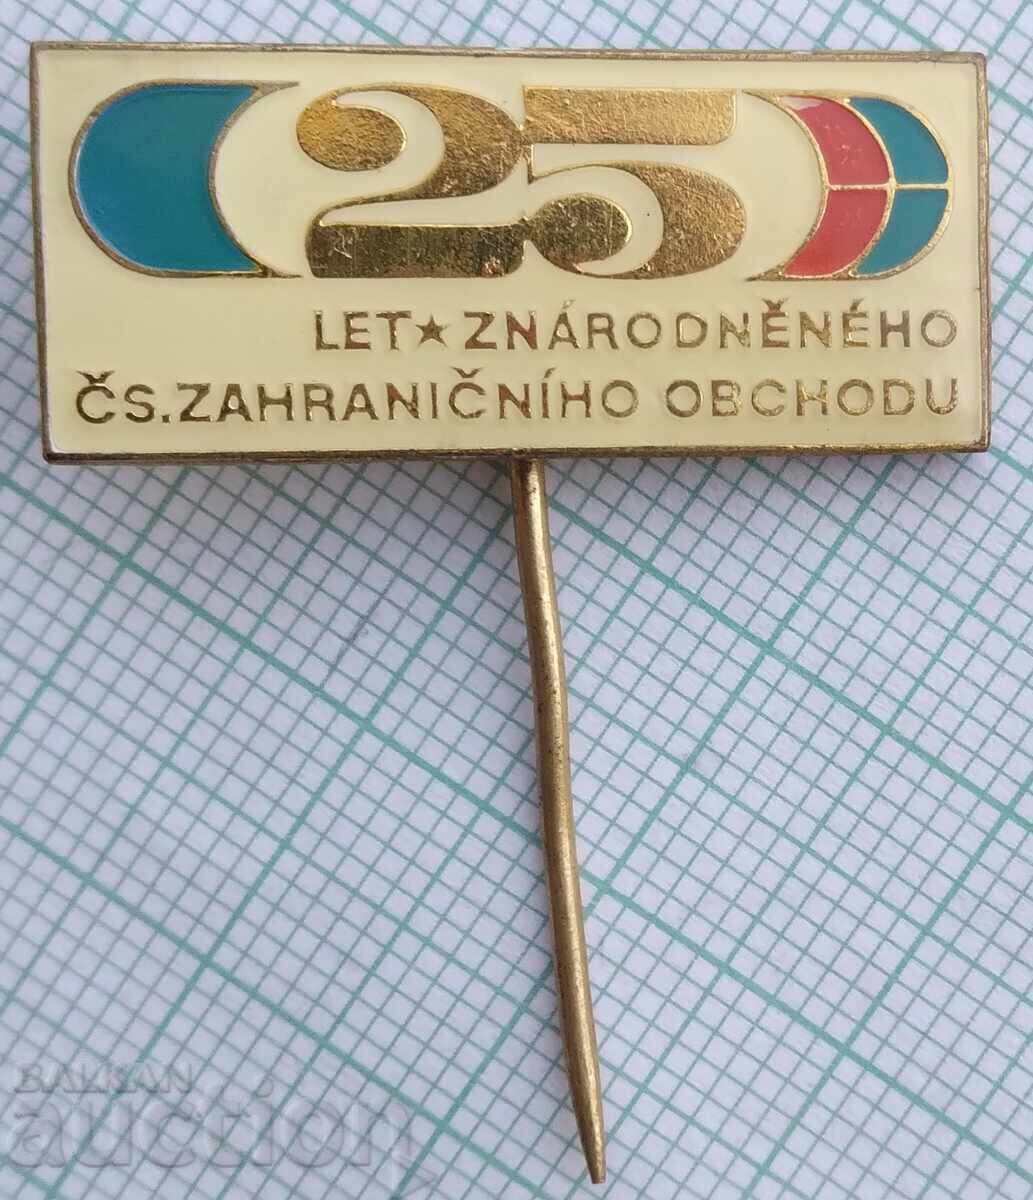 25
LET★ZNÁRODNĚNÉHO
ČS.ZAHRANIČNÍHO OBCHODU
BALKAN
auction